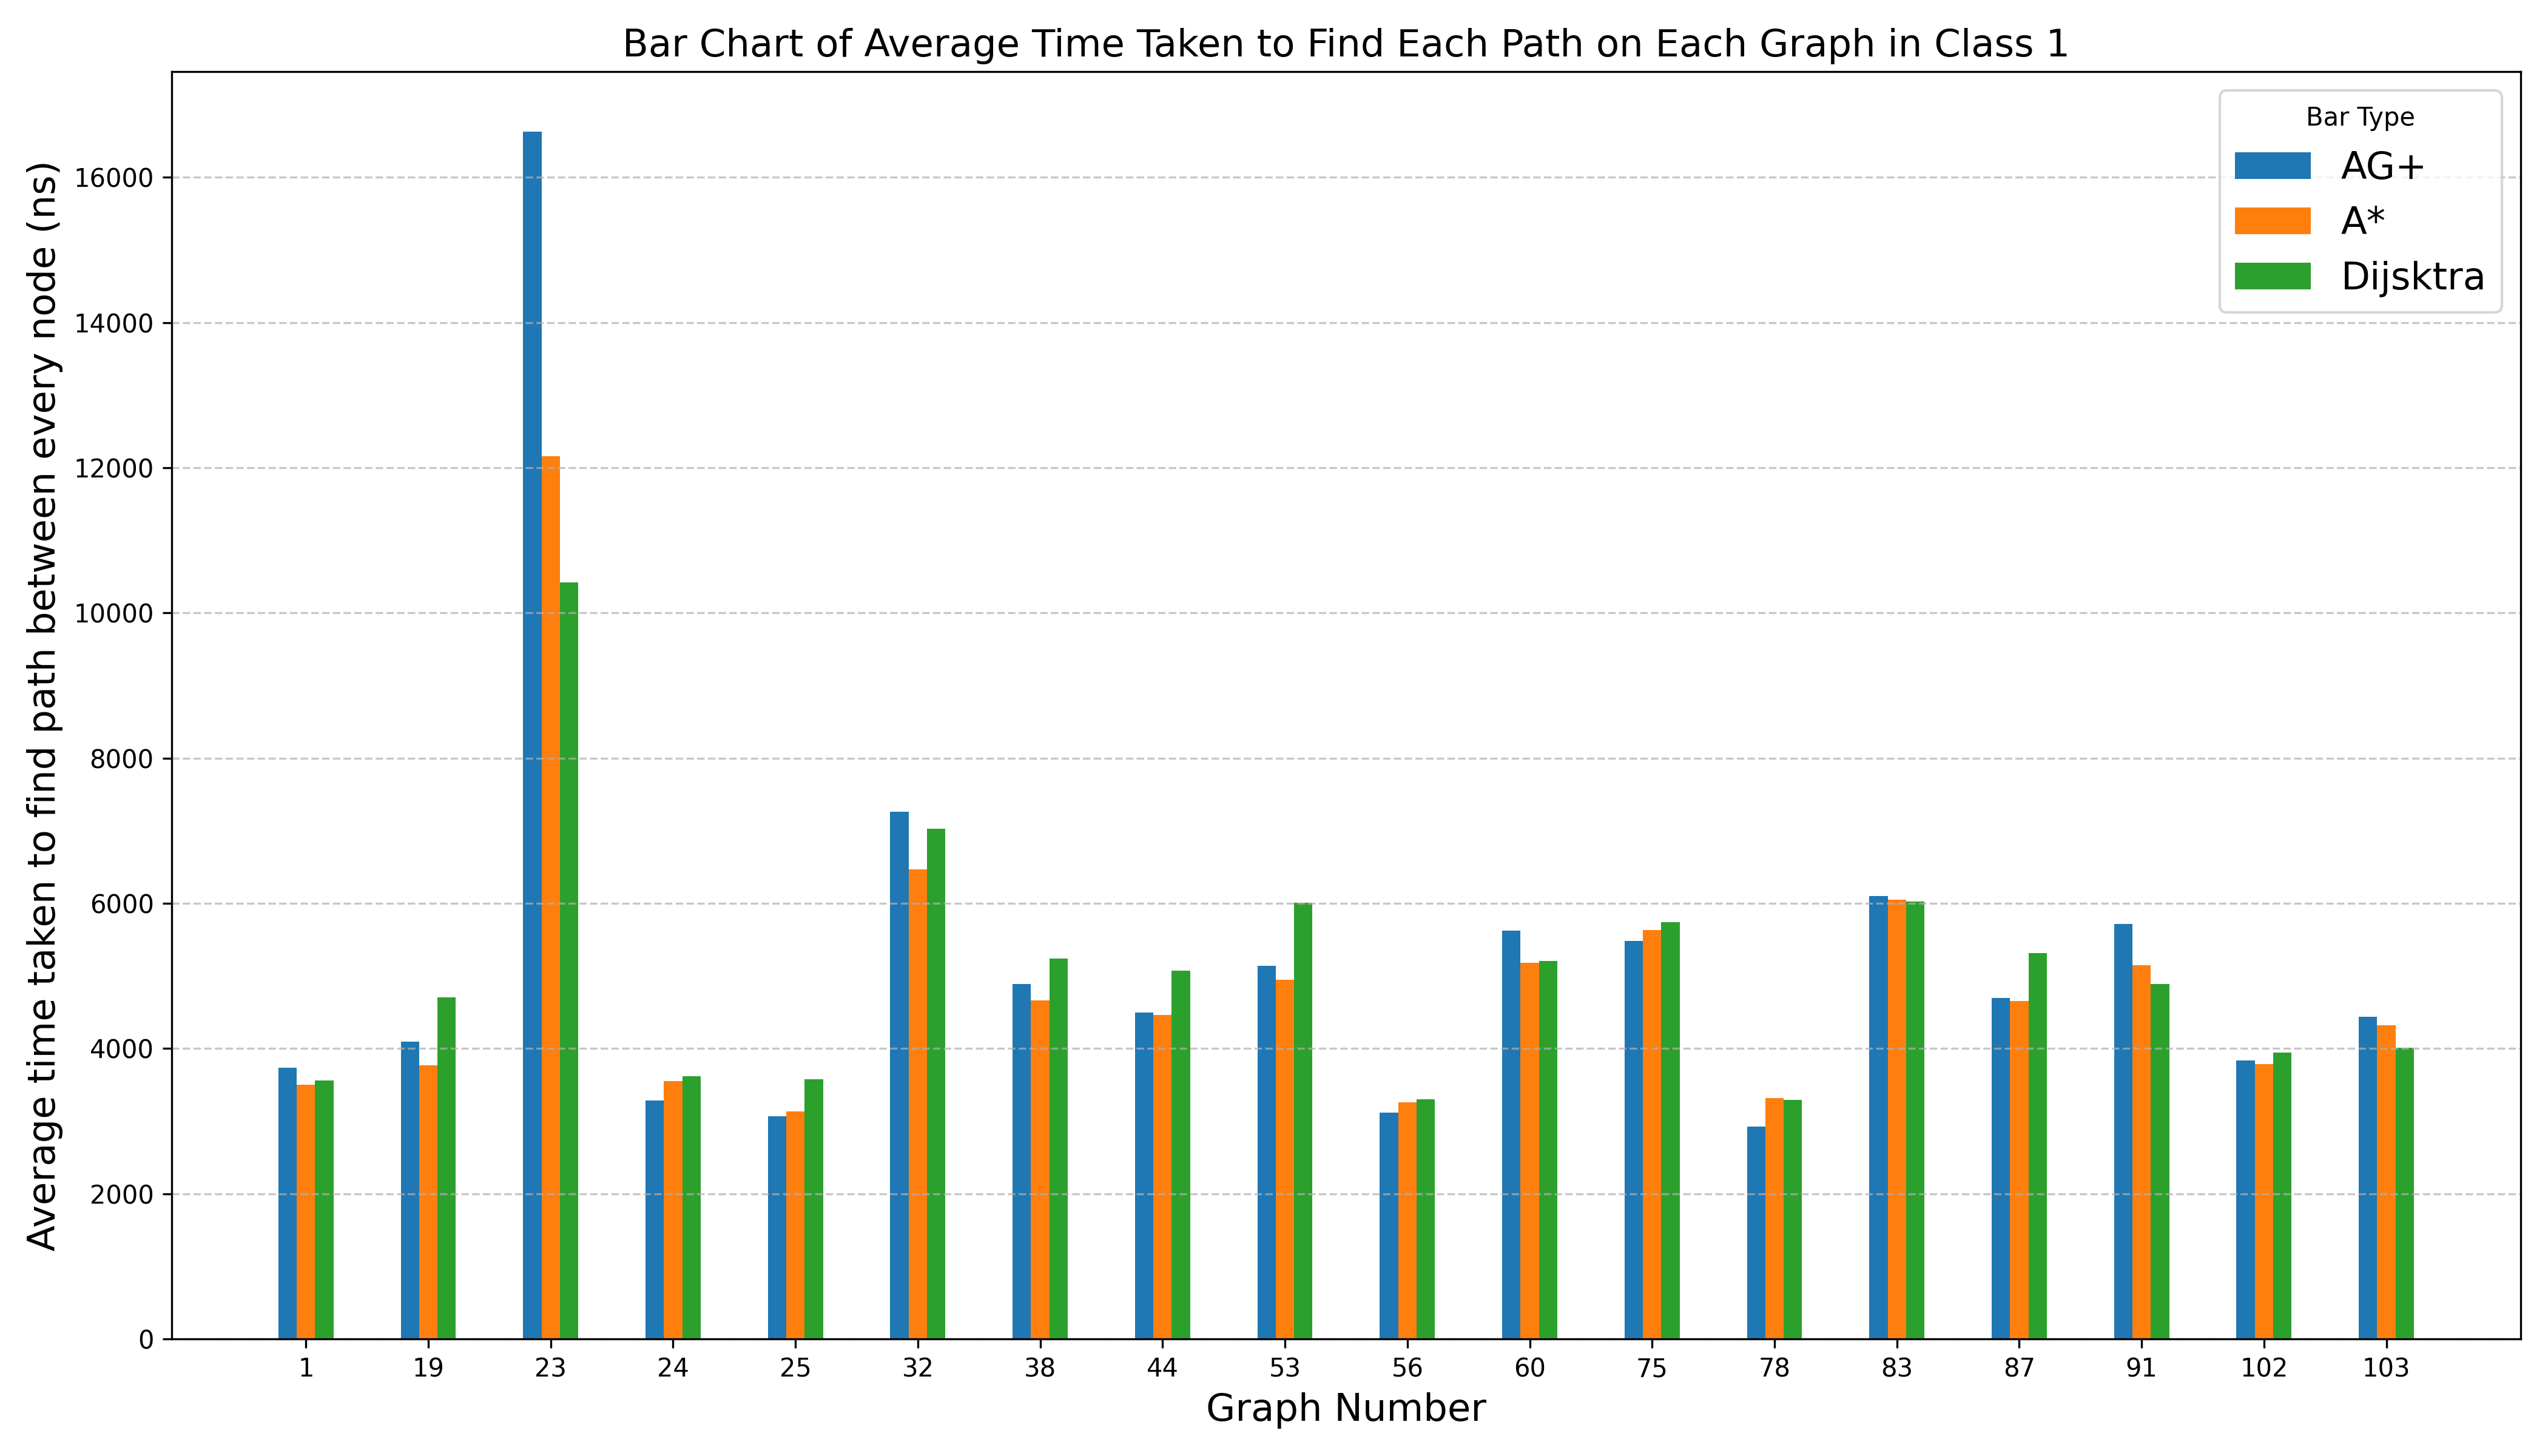 Bar Chart of Average Time Taken to Find Each Path on Each Graph in Class 1
Average time taken to find path between every node (ns)
16000
14000
12000
10000
8000
6000
4000
2000
0
Bar Type
AG+
A*
Dijsktra
1 19 23 24 25 32 38 44 53 56 60 75 78 83 87 91 102 103
Graph Number